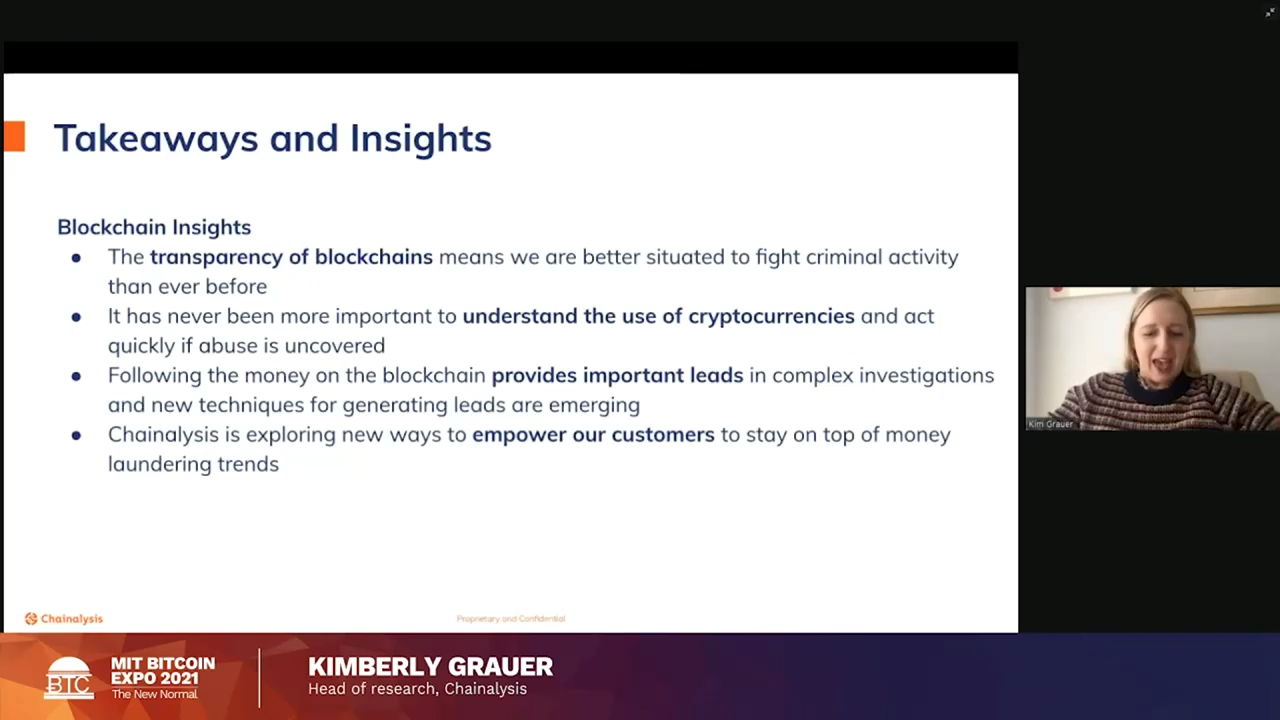 Takeaways and Insights
Blockchain Insights
● The transparency of blockchains means we are better situated to fight criminal activity
than ever before
● It has never been more important to understand the use of cryptocurrencies and act
quickly if abuse is uncovered
● Following the money on the blockchain provides important leads in complex investigations
and new techniques for generating leads are emerging
● Chainalysis is exploring new ways to empower our customers to stay on top of money
laundering trends
Kim Grauer
Chainalysis
Proprietary and Confidential
BTC
MIT BITCOIN
EXPO 2021
The New Normal
KIMBERLY GRAUER
Head of research, Chainalysis